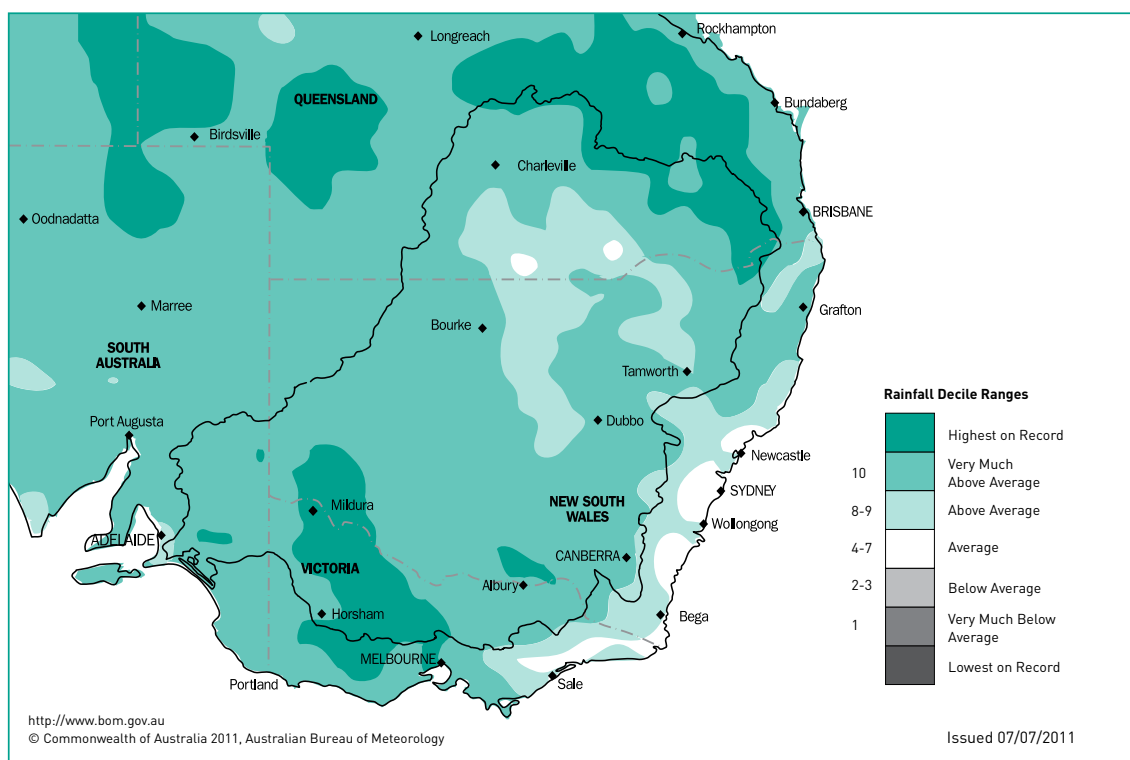 Rockhampton
Longreach
QUEENSLAND
Bundaberg
Birdsville
Charleville
Oodnadatta
BRISBANE
Marree
Grafton
Bourke
SOUTH
AUSTRALIA
Tamworth
Port Augusta
Dubbo
Newcastle
SYDNEY
Mildura
NEW SOUTH
WALES
Wollongong
ADELAIDE
CANBERRA
VICTORIA
Albury
Horsham
Bega
MELBOURNE
Portland
Sale
Rainfall Decile Ranges
Highest on Record
10 Very Much
Above Average
8-9 Above Average
4-7 Average
2-3 Below Average
1 Very Much Below
Average
Lowest on Record
http://www.bom.gov.au
© Commonwealth of Australia 2011, Australian Bureau of Meteorology
Issued 07/07/2011